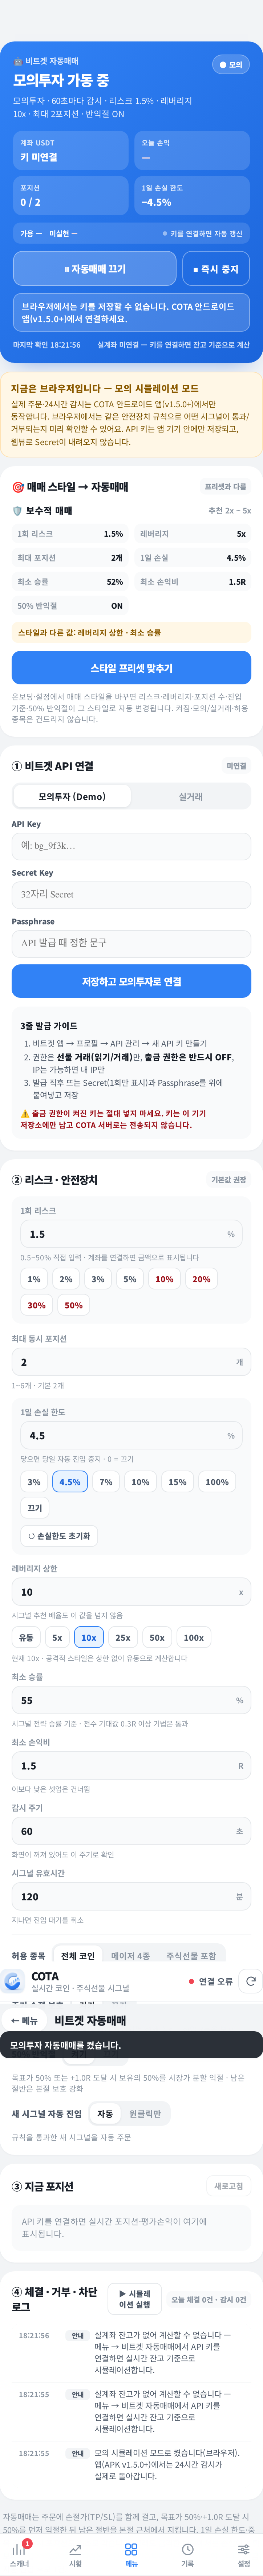 🤖 비트겟 자동매매
모의투자 가동 중
모의
모의투자 · 60초마다 감시 · 리스크 1.5% · 레버리지
10x · 최대 2포지션 · 반익절 ON
계좌 USDT
키 미연결
오늘 손익
—
포지션
0 / 2
1일 손실 한도
−4.5%
가용 — 미실현 —
키를 연결하면 자동 갱신
⏸ 자동매매 끄기
■ 즉시 중지
브라우저에서는 키를 저장할 수 없습니다. COTA 안드로이드
앱(v1.5.0+)에서 연결하세요.
마지막 확인 18:21:56
실계좌 미연결 — 키를 연결하면 잔고 기준으로 계산
지금은 브라우저입니다 — 모의 시뮬레이션 모드
실제 주문·24시간 감시는 COTA 안드로이드 앱(v1.5.0+)에서
동작합니다. 브라우저에서는 같은 안전장치 규칙으로 어떤 시그널이 통과/
거부되는지 미리 확인할 수 있어요. API 키는 앱 기기 안에만 저장되고,
웹뷰로 Secret이 내려오지 않습니다.
🎯 매매 스타일 → 자동매매
프리셋과 다름
🛡️ 보수적 매매
추천 2x ~ 5x
1회 리스크 1.5%
레버리지 5x
최대 포지션 2개
1일 손실 4.5%
최소 승률 52%
최소 손익비 1.5R
50% 반익절 ON
스타일과 다른 값: 레버리지 상한 · 최소 승률
스타일 프리셋 맞추기
온보딩·설정에서 매매 스타일을 바꾸면 리스크·레버리지·포지션 수·진입
기준·50% 반익절이 그 스타일로 자동 변경됩니다. 켜짐·모의/실거래·허용
종목은 건드리지 않습니다.
① 비트겟 API 연결
미연결
모의투자 (Demo)
실거래
API Key
예: bg_9f3k…
Secret Key
32자리 Secret
Passphrase
API 발급 때 정한 문구
저장하고 모의투자로 연결
3줄 발급 가이드
1. 비트겟 앱 → 프로필 → API 관리 → 새 API 키 만들기
2. 권한은 선물 거래(읽기/거래)만, 출금 권한은 반드시 OFF,
IP는 가능하면 내 IP만
3. 발급 직후 뜨는 Secret(1회만 표시)과 Passphrase를 위에
붙여넣고 저장
⚠️ 출금 권한이 켜진 키는 절대 넣지 마세요. 키는 이 기기
저장소에만 남고 COTA 서버로는 전송되지 않습니다.
② 리스크 · 안전장치
기본값 권장
1회 리스크
1.5 %
0.5~50% 직접 입력 · 계좌를 연결하면 금액으로 표시됩니다
1% 2% 3% 5% 10% 20%
30% 50%
최대 동시 포지션
2 개
1~6개 · 기본 2개
1일 손실 한도
4.5 %
닿으면 당일 자동 진입 중지 · 0 = 끄기
3% 4.5% 7% 10% 15% 100%
끄기
↺ 손실한도 초기화
레버리지 상한
10 x
시그널 추천 배율도 이 값을 넘지 않음
유동 5x 10x 25x 50x 100x
현재 10x · 공격적 스타일은 상한 없이 유동으로 계산합니다
최소 승률
55 %
시그널 전략 승률 기준 · 전수 기대값 0.3R 이상 기법은 통과
최소 손익비
1.5 R
이보다 낮은 셋업은 건너뜀
감시 주기
60 초
화면이 꺼져 있어도 이 주기로 확인
시그널 유효시간
120 분
지나면 진입 대기를 취소
허용 종목 전체 코인 메이저 4종 주식선물 포함
COTA
실시간 코인 · 주식선물 시그널
연결 오류
← 메뉴
비트겟 자동매매
모의투자 자동매매를 켰습니다.
목표가 50% 또는 +1.0R 도달 시 보유의 50%를 시장가 분할 익절 · 남은
절반은 본절 보호 강화
새 시그널 자동 진입 자동 원클릭만
규칙을 통과한 새 시그널을 자동 주문
③ 지금 포지션
새로고침
API 키를 연결하면 실시간 포지션·평가손익이 여기에
표시됩니다.
④ 체결 · 거부 · 차단
로그
▶ 시뮬레
이션 실행
오늘 체결 0건 · 감시 0건
18:21:56 안내 실계좌 잔고가 없어 계산할 수 없습니다 —
메뉴 → 비트겟 자동매매에서 API 키를
연결하면 실시간 잔고 기준으로
시뮬레이션합니다.
18:21:55 안내 실계좌 잔고가 없어 계산할 수 없습니다 —
메뉴 → 비트겟 자동매매에서 API 키를
연결하면 실시간 잔고 기준으로
시뮬레이션합니다.
18:21:55 안내 모의 시뮬레이션 모드로 켰습니다(브라우저).
앱(APK v1.5.0+)에서는 24시간 감시가
실제로 돌아갑니다.
자동매매는 주문에 손절가(TP/SL)를 함께 걸고, 목표가 50%·+1.0R 도달 시
50%를 먼저 익절한 뒤 남은 절반을 본절 근처에서 지킵니다. 1일 손실 한도·중
1
스캐너
시황
메뉴
기록
설정